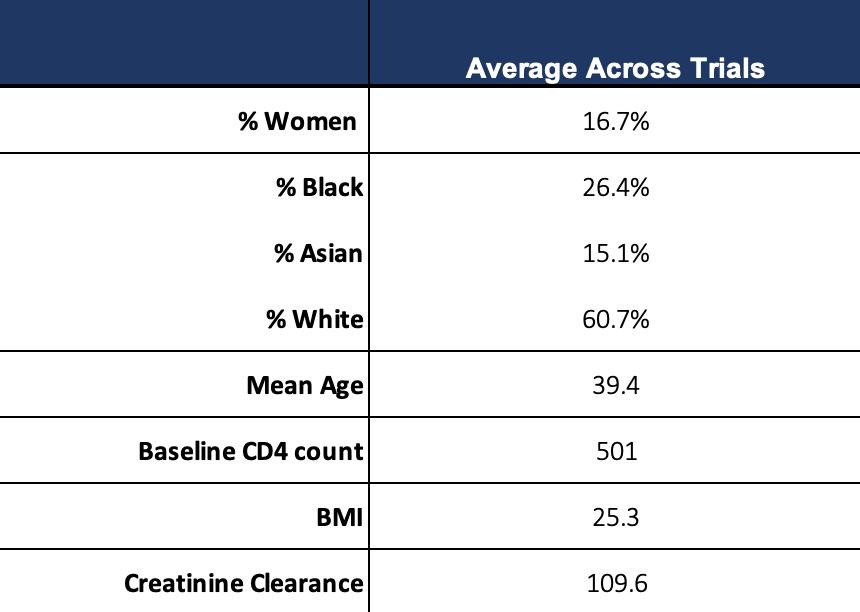 Average Across Trials
% Women 16.7%
% Black 26.4%
% Asian 15.1%
% White 60.7%
Mean Age 39.4
Baseline CD4 count 501
BMI 25.3
Creatinine Clearance 109.6